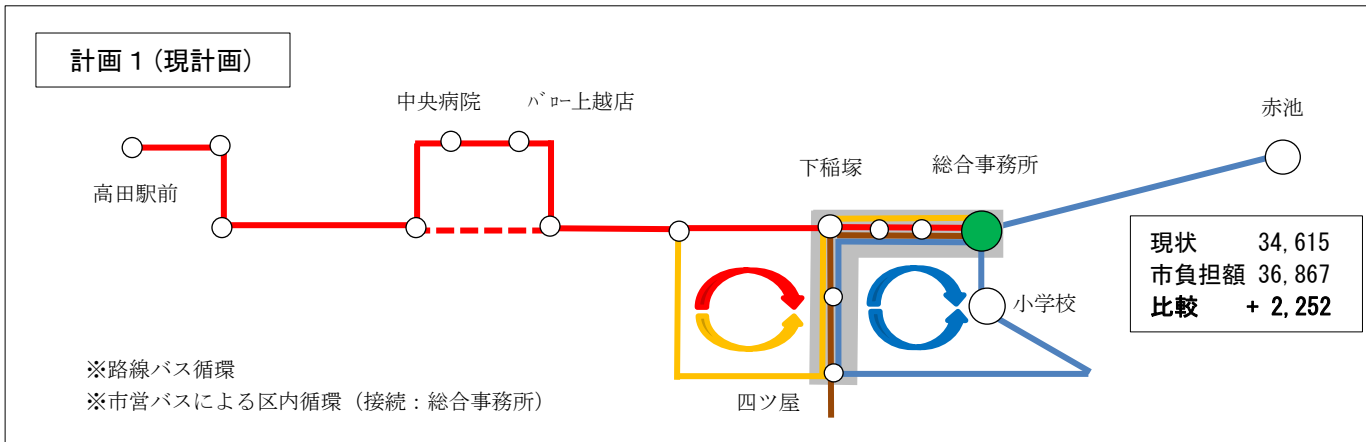 計画１(現計画)
中央病院
ﾊﾞﾛｰ上越店
赤池
高田駅前
下稲塚
総合事務所
現状 34,615
市負担額 36,867
比較 + 2,252
小学校
※路線バス循環
※市営バスによる区内循環（接続：総合事務所）
四ツ屋